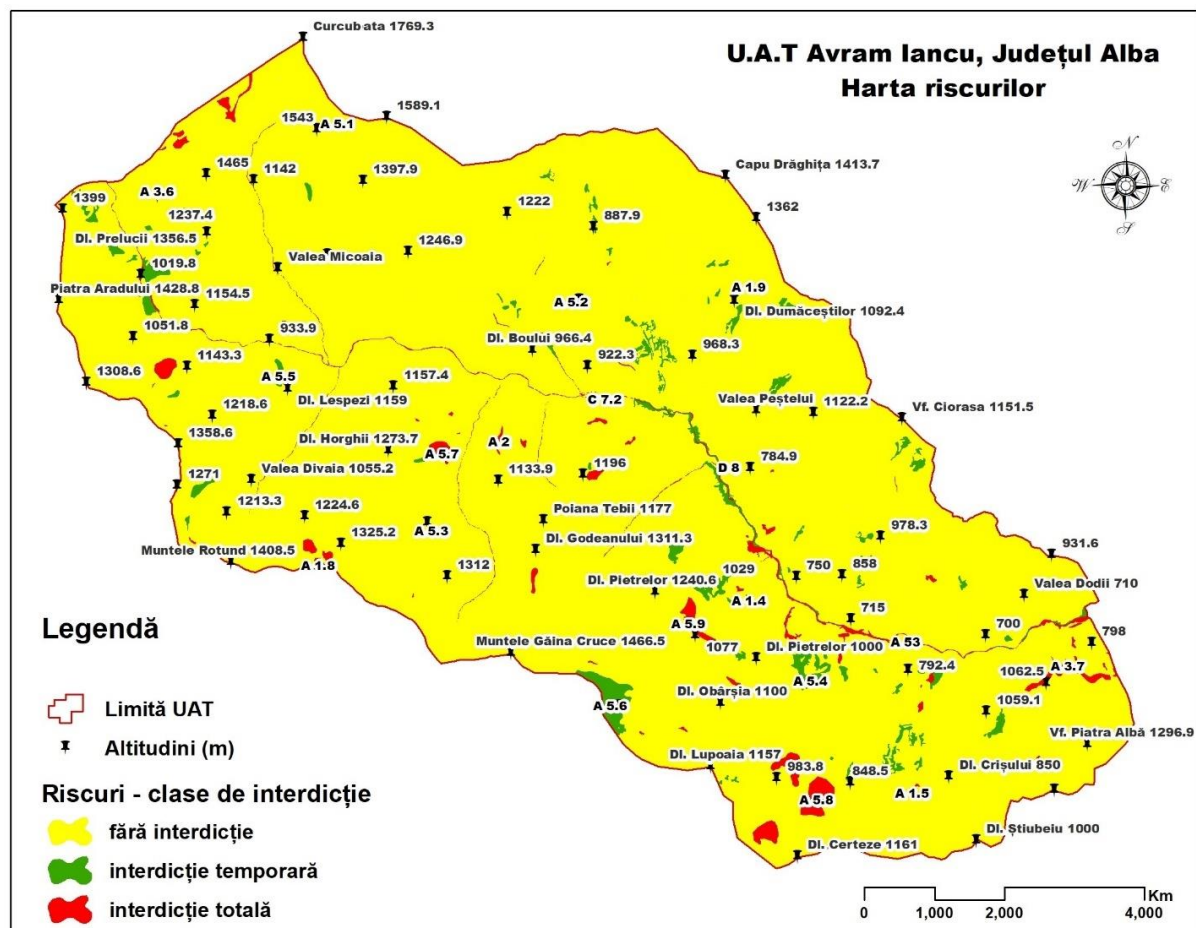 Curcubata 1769.3
U.A.T Avram Iancu, Județul Alba
Harta riscurilor
1589.1
1543
A 5.1
N
W
E
S
Capu Drăghița 1413.7
1465
1142
1397.9
A 3.6
1399
1222
1362
1237.4
887.9
Dl. Prelucii 1356.5
1246.9
Valea Micoaia
1019.8
Piatra Aradului 1428.8
1154.5
A 5.2
A 1.9
Dl. Dumăceștilor 1092.4
1051.8
933.9
Dl. Boului 966.4
922.3
968.3
1143.3
1308.6
A 5.5
1157.4
Dl. Lespezi 1159
C 7.2
Valea Peștelui
1122.2
Vf. Ciorasa 1151.5
1218.6
1358.6
Dl. Horghii 1273.7
A 5.7
A 2
1271
Valea Divaia 1055.2
1133.9
1196
D 8
784.9
1213.3
1224.6
Poiana Tebii 1177
1325.2
A 5.3
978.3
Dl. Godeanului 1311.3
Muntele Rotund 1408.5
A 1.8
1312
931.6
Dl. Pietrelor 1240.6
1029
750
858
A 1.4
Valea Dodii 710
715
A 5.9
1077
Dl. Pietrelor 1000
A 53
700
798
Muntele Găina Cruce 1466.5
792.4
1062.5
A 3.7
A 5.4
Dl. Obârșia 1100
A 5.6
1059.1
Vf. Piatra Albă 1296.9
Dl. Lupoaia 1157
983.8
848.5
Dl. Crișului 850
A 5.8
A 1.5
Dl. Știubeiu 1000
Dl. Certeze 1161
Legendă
Limită UAT
Altitudini (m)
Riscuri - clase de interdicție
fără interdicție
interdicție temporară
interdicție totală
Km
0 1,000 2,000 4,000